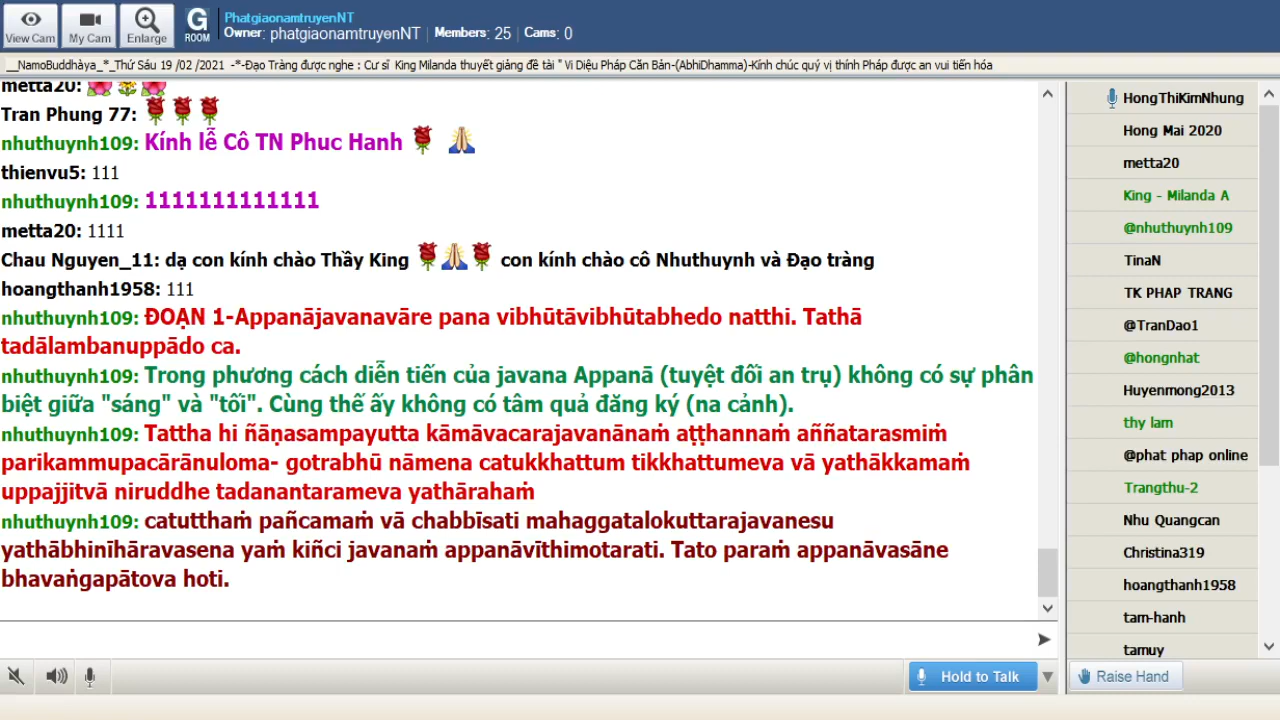 View Cam
My Cam
Enlarge
G
ROOM
PhatgiaonamtruyenNT
Owner: phatgiaonamtruyenNT | Members: 25 | Cams: 0
__NamoBuddhàya_*_Thứ Sáu 19 /02 /2021 -*-Đạo Tràng được nghe : Cư sĩ King Milanda thuyết giảng đề tài " Vi Diệu Pháp Căn Bản-(AbhiDhamma)-Kính chúc quý vị thính Pháp được an vui tiến hóa
metta20:
Tran Phung 77:
nhuthuynh109: Kính lễ Cô TN Phuc Hanh
thienvu5: 111
nhuthuynh109: 1111111111111
metta20: 1111
Chau Nguyen_11: dạ con kính chào Thầy King con kính chào cô Nhuthuynh và Đạo tràng
hoangthanh1958: 111
nhuthuynh109: ĐOẠN 1-Appanājavanavāre pana vibhūtāvibhūtabhedo natthi. Tathā
tadālambanuppādo ca.
nhuthuynh109: Trong phương cách diễn tiến của javana Appanā (tuyệt đối an trụ) không có sự phân
biệt giữa "sáng" và "tối". Cùng thế ấy không có tâm quả đăng ký (na cảnh).
nhuthuynh109: Tattha hi ñāṇasampayutta kāmāvacarajavanānaṁ aṭṭhannaṁ aññatarasmiṁ
parikammupacārānuloma- gotrabhū nāmena catukkhattum tikkhattumeva vā yathākkamaṁ
uppajjitvā niruddhe tadanantarameva yathārahaṁ
nhuthuynh109: catutthaṁ pañcamaṁ vā chabbīsati mahaggatalokuttarajavanesu
yathābhinīhāravasena yaṁ kiñci javanaṁ appanāvīthimotarati. Tato paraṁ appanāvasāne
bhavaṅgapātova hoti.
Hold to Talk
HongThiKimNhung
Hong Mai 2020
metta20
King - Milanda A
@nhuthuynh109
TinaN
TK PHAP TRANG
@TranDao1
@hongnhat
Huyenmong2013
thy lam
@phat phap online
Trangthu-2
Nhu Quangcan
Christina319
hoangthanh1958
tam-hanh
tamuy
Raise Hand